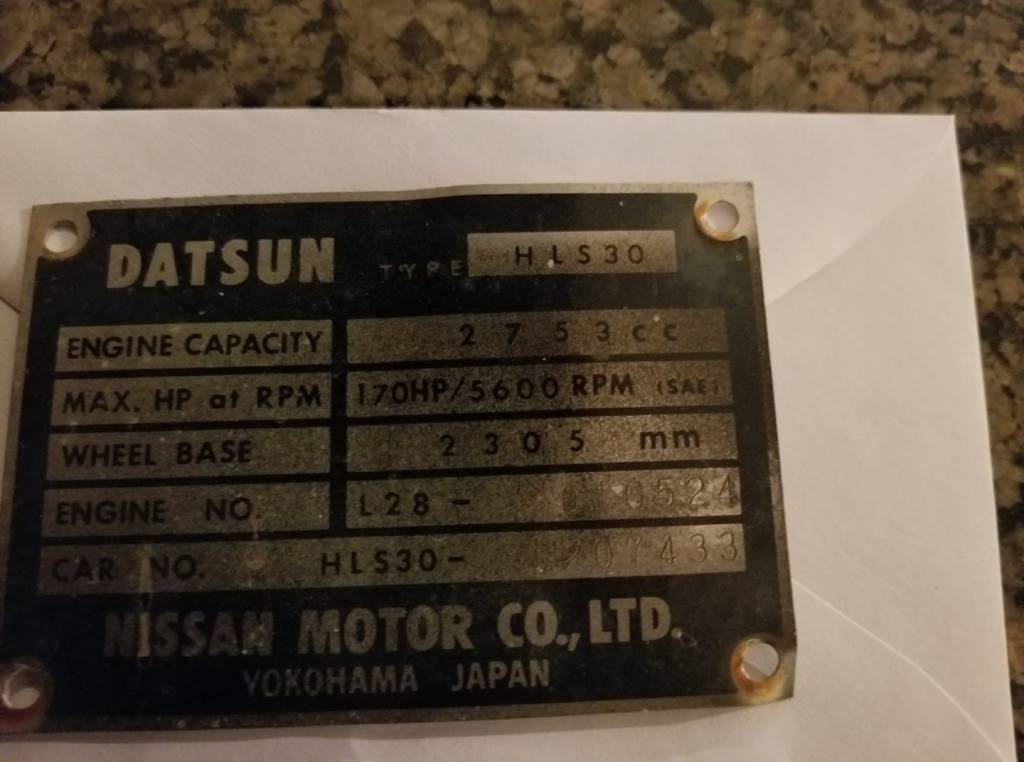 DATSUN TYPE HLS30
ENGINE CAPACITY 2753cc
MAX. HP at RPM 170HP/5600 RPM (SAE)
WHEEL BASE 2305 mm
ENGINE NO. L28-
CAR NO. HLS30- 207433
NISSAN MOTOR CO., LTD.
YOKOHAMA JAPAN